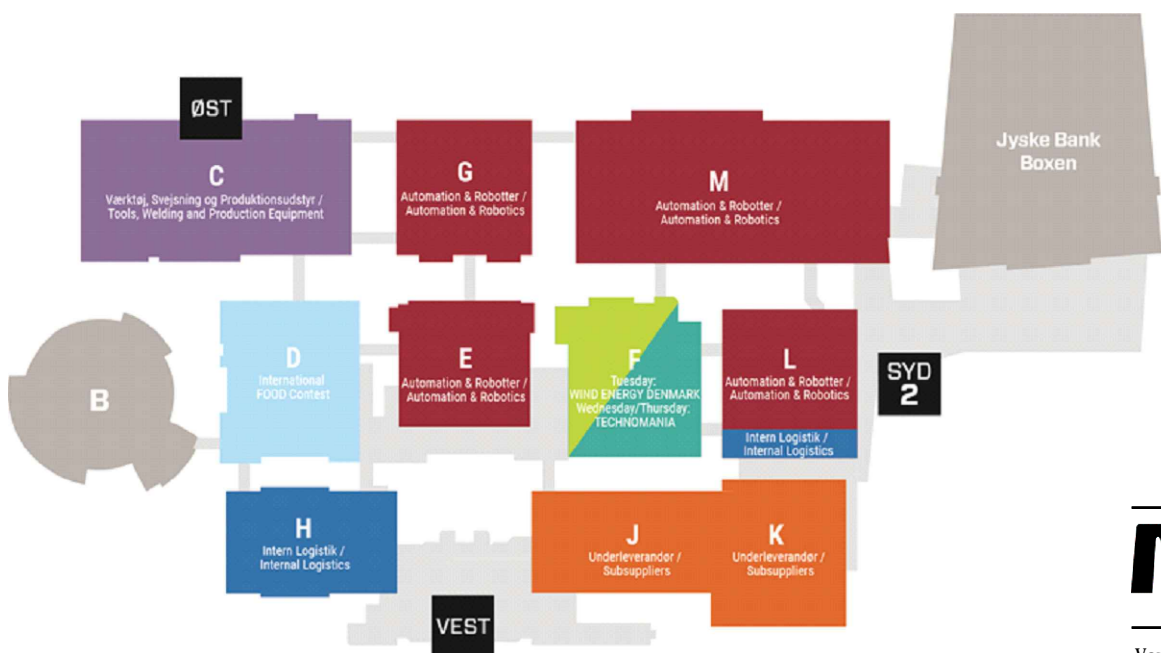 ØST
C
Værktøj, Svejsning og Produktionsudstyr /
Tools, Welding and Production Equipment
G
Automation & Robotter /
Automation & Robotics
M
Automation & Robotter /
Automation & Robotics
Jyske Bank
Boxen
B
D
International
FOOD Contest
E
Automation & Robotter /
Automation & Robotics
F
Tuesday:
WIND ENERGY DENMARK
Wednesday/Thursday:
TECHNOMANIA
L
Automation & Robotter /
Automation & Robotics
Intern Logistik /
Internal Logistics
SYD
2
H
Intern Logistik /
Internal Logistics
J
Underleverandør /
Subsuppliers
K
Underleverandør /
Subsuppliers
VEST